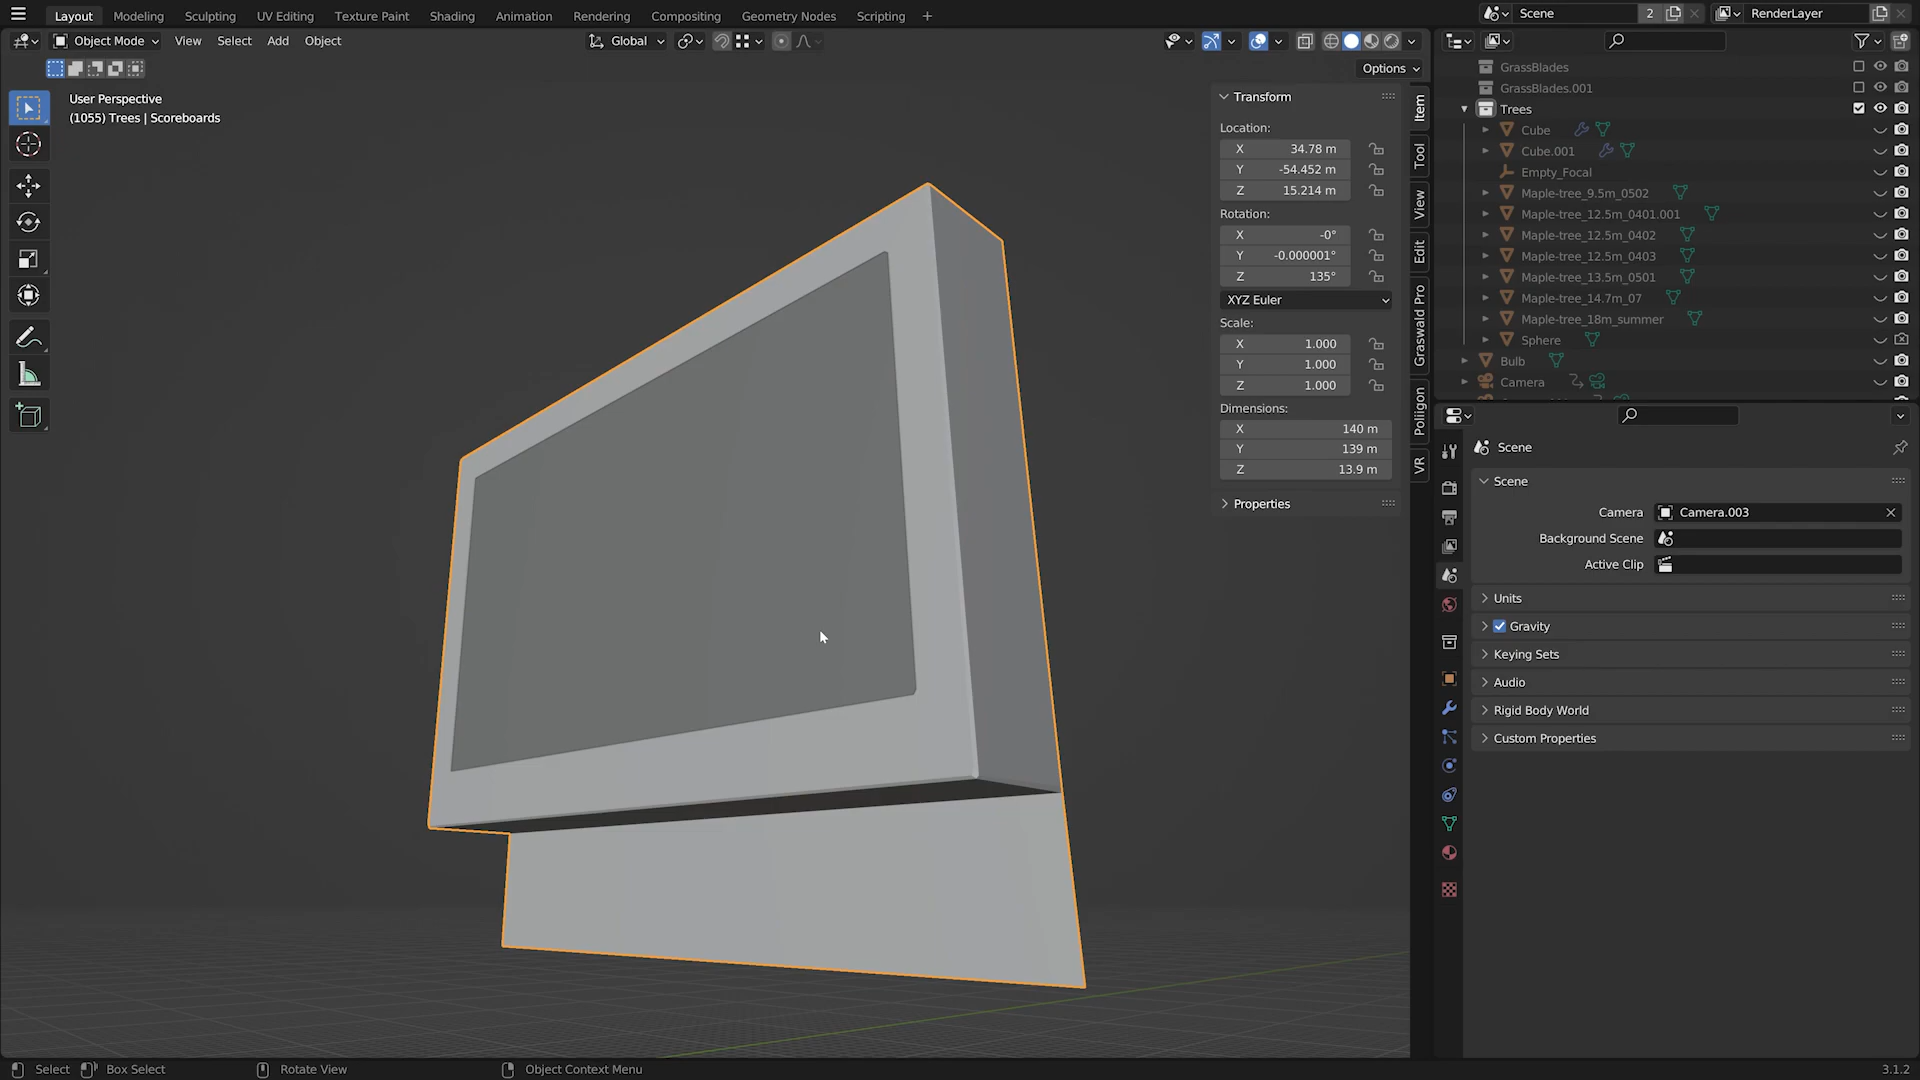 Layout Modeling Sculpting UV Editing Texture Paint Shading Animation Rendering Compositing Geometry Nodes Scripting + Scene 2 RenderLayer
Object Mode View Select Add Object Global
Options
User Perspective
(1055) Trees | Scoreboards
Transform
Location:
X 34.78 m
Y -54.452 m
Z 15.214 m
Rotation:
X -0°
Y -0.000001°
Z 135°
XYZ Euler
Scale:
X 1.000
Y 1.000
Z 1.000
Dimensions:
X 140 m
Y 139 m
Z 13.9 m
Properties
Item
Tool
View
Edit
Graswald Pro
Poliigon
VR
GrassBlades
GrassBlades.001
Trees
Cube
Cube.001
Empty_Focal
Maple-tree_9.5m_0502
Maple-tree_12.5m_0401.001
Maple-tree_12.5m_0402
Maple-tree_12.5m_0403
Maple-tree_13.5m_0501
Maple-tree_14.7m_07
Maple-tree_18m_summer
Sphere
Bulb
Camera
Scene
Scene
Camera Camera.003
Background Scene
Active Clip
Units
Gravity
Keying Sets
Audio
Rigid Body World
Custom Properties
Select Box Select Rotate View Object Context Menu 3.1.2